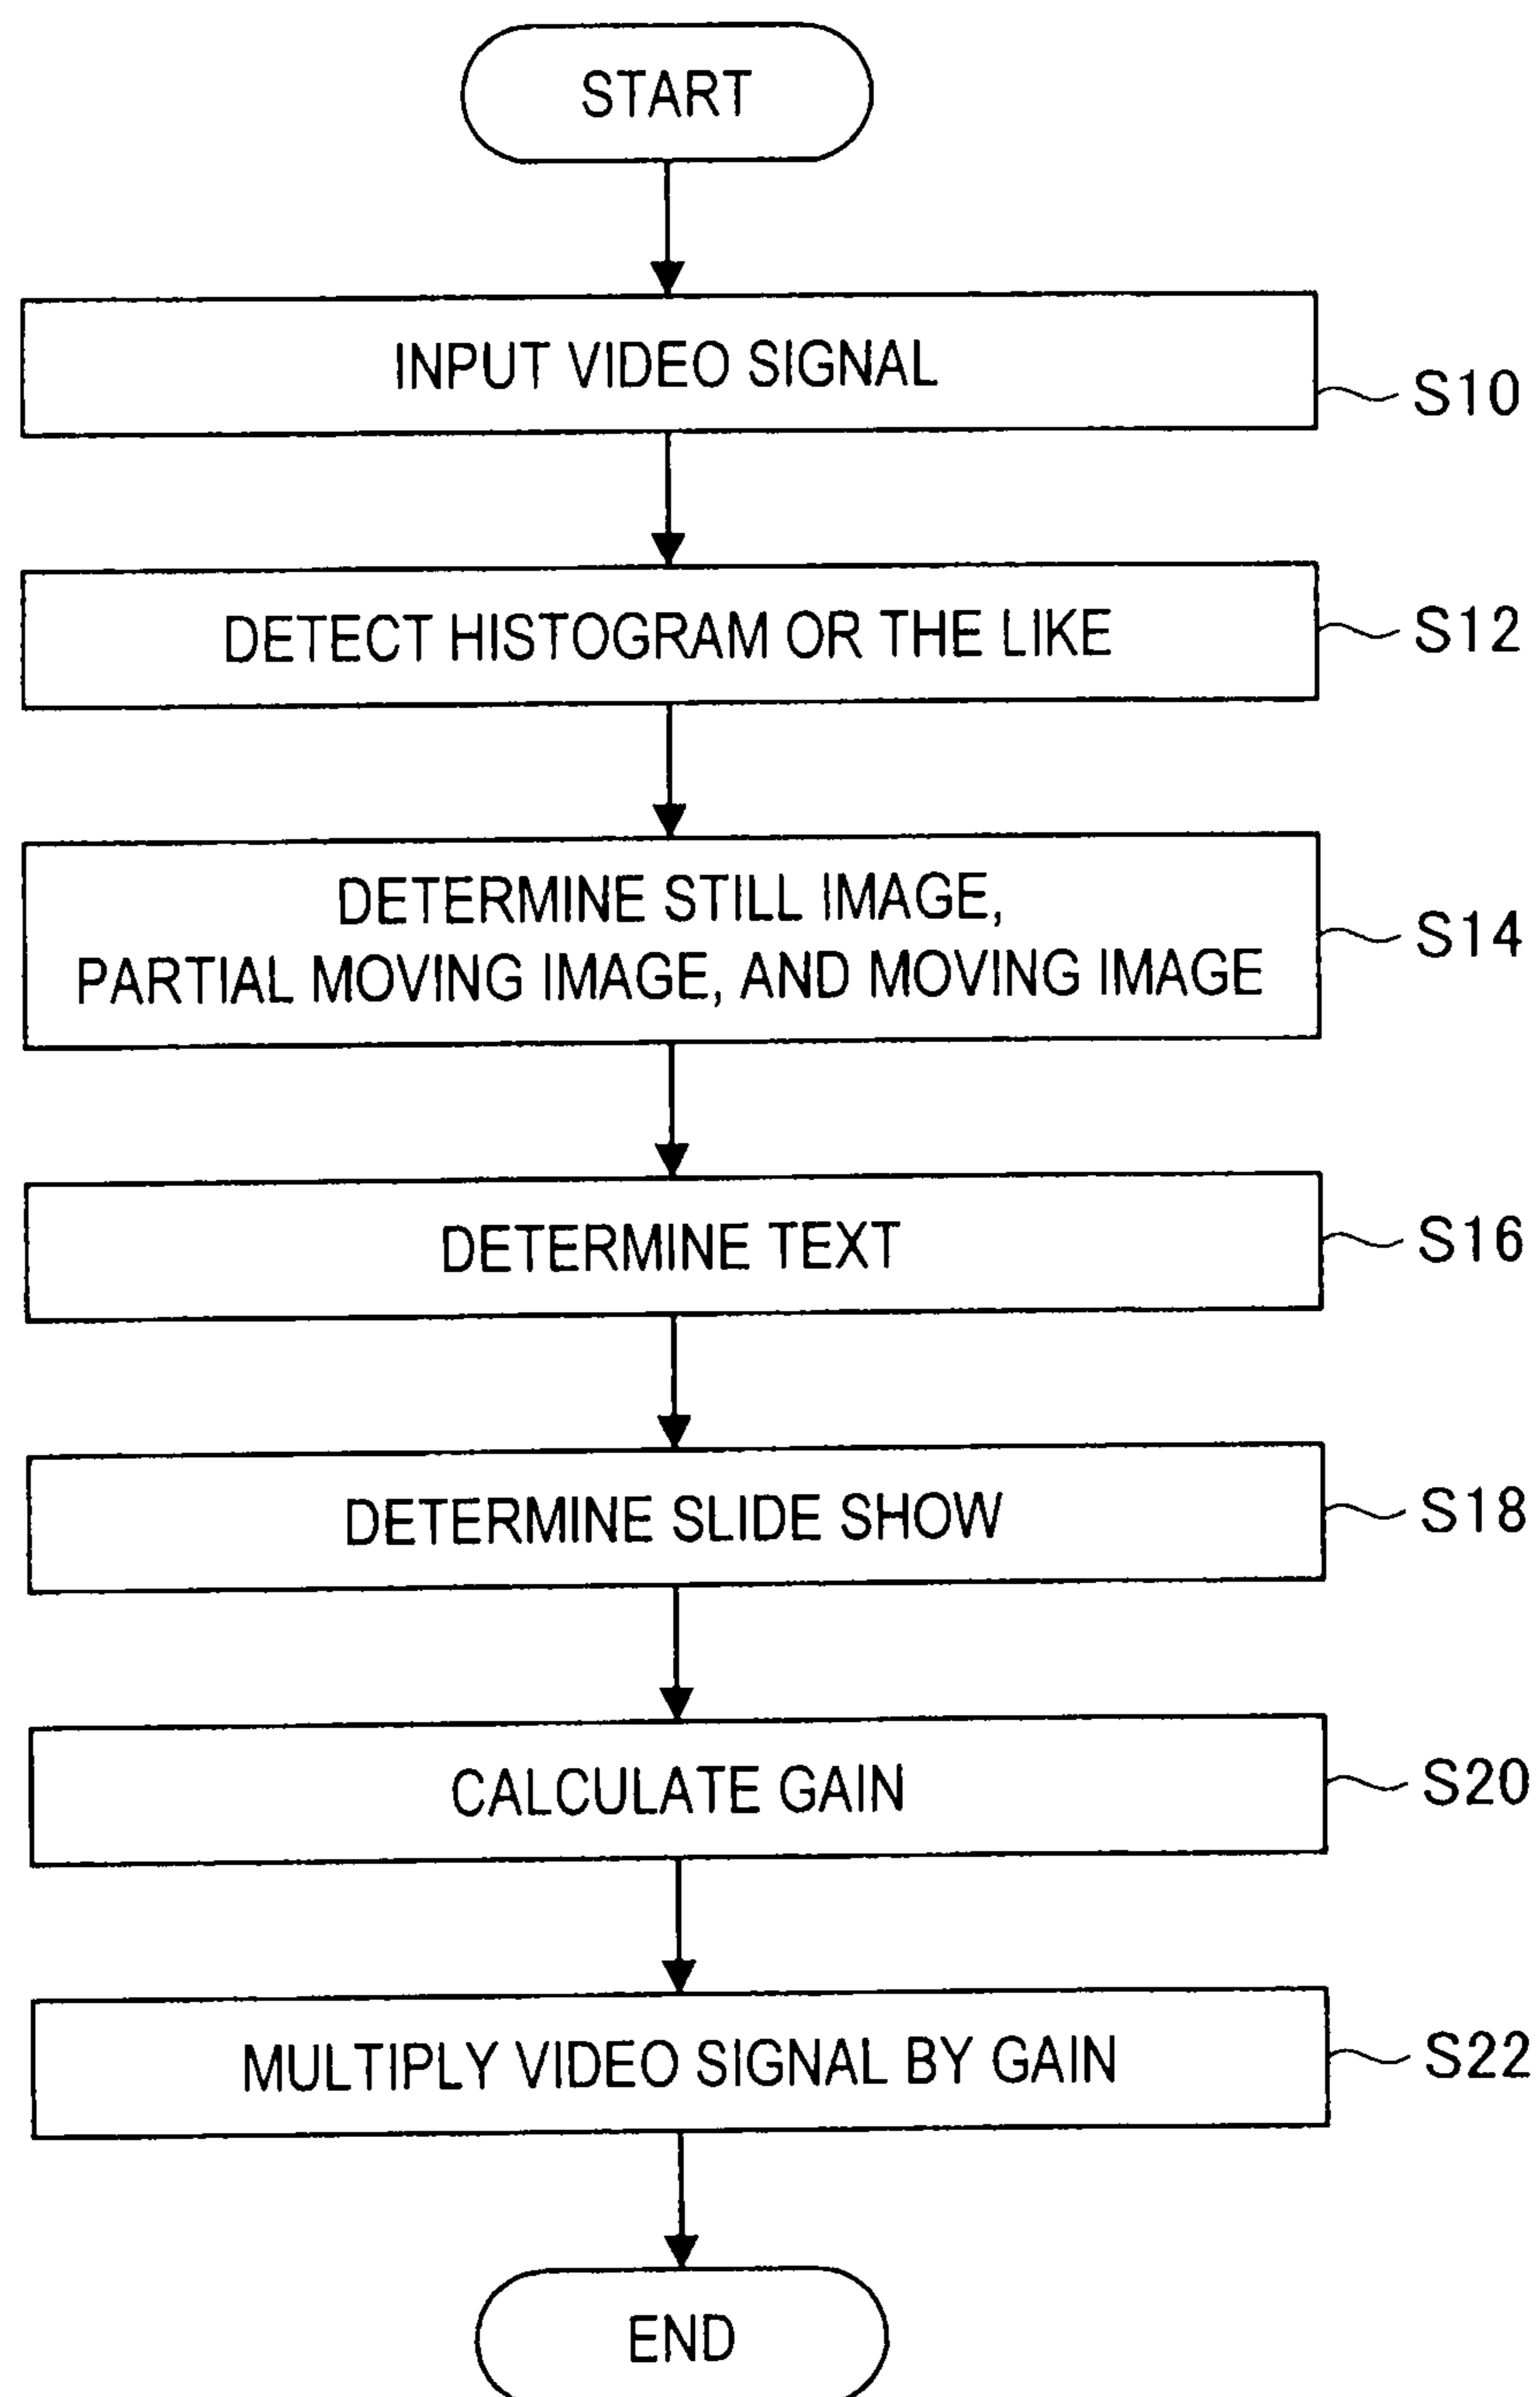 START
INPUT VIDEO SIGNAL
S10
DETECT HISTOGRAM OR THE LIKE
S12
DETERMINE STILL IMAGE,
PARTIAL MOVING IMAGE, AND MOVING IMAGE
S14
DETERMINE TEXT
S16
DETERMINE SLIDE SHOW
S18
CALCULATE GAIN
S20
MULTIPLY VIDEO SIGNAL BY GAIN
S22
END